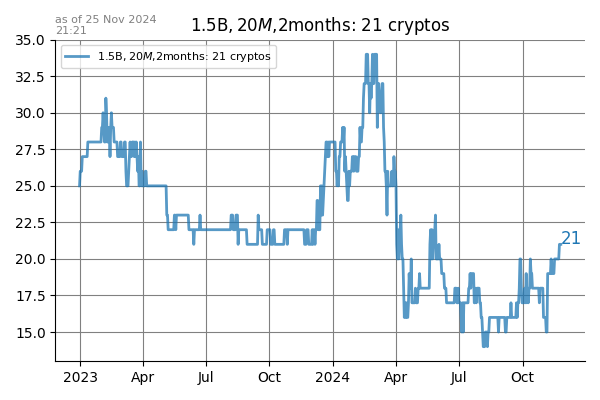 as of 25 Nov 2024
21:21
1.5B, 20M,2months: 21 cryptos
35.0
1.5B, 20M,2months: 21 cryptos
32.5
30.0
27.5
25.0
22.5
21
20.0
17.5
15.0
2023 Apr Jul Oct 2024 Apr Jul Oct